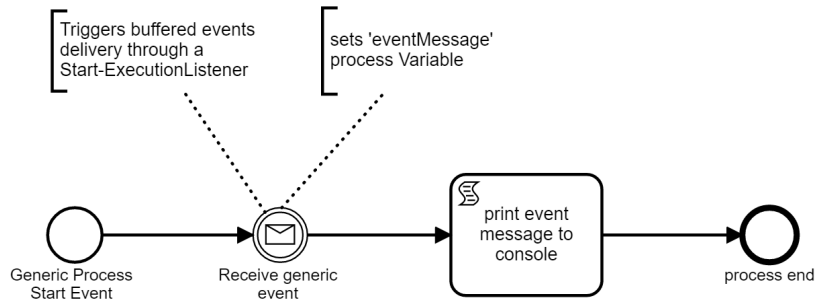 Triggers buffered events
delivery through a
Start-ExecutionListener
sets 'eventMessage'
process Variable
Generic Process
Start Event
Receive generic
event
print event
message to
console
process end